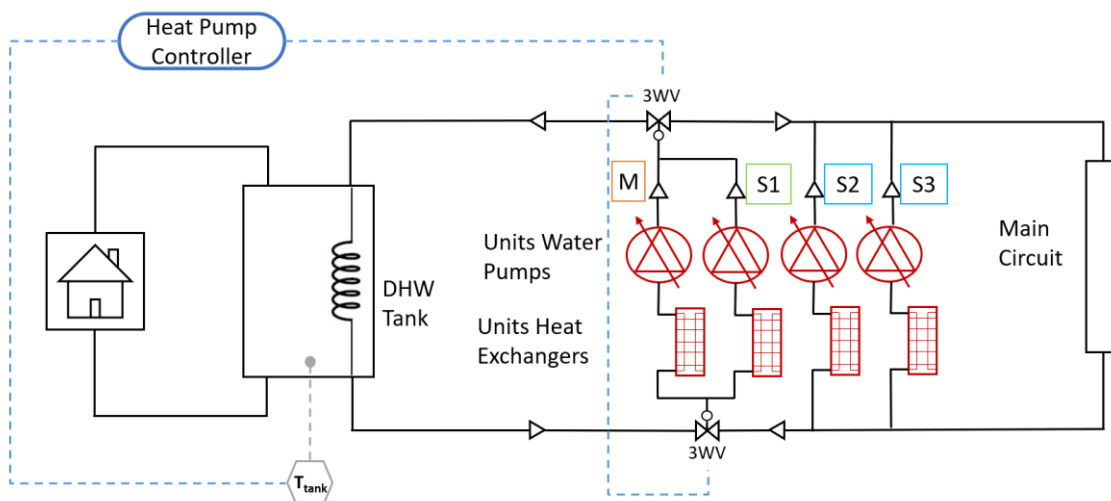 Heat Pump
Controller
3WV
M
S1
S2
S3
Units Water
Pumps
Main
Circuit
DHW
Tank
Units Heat
Exchangers
3WV
Ttank